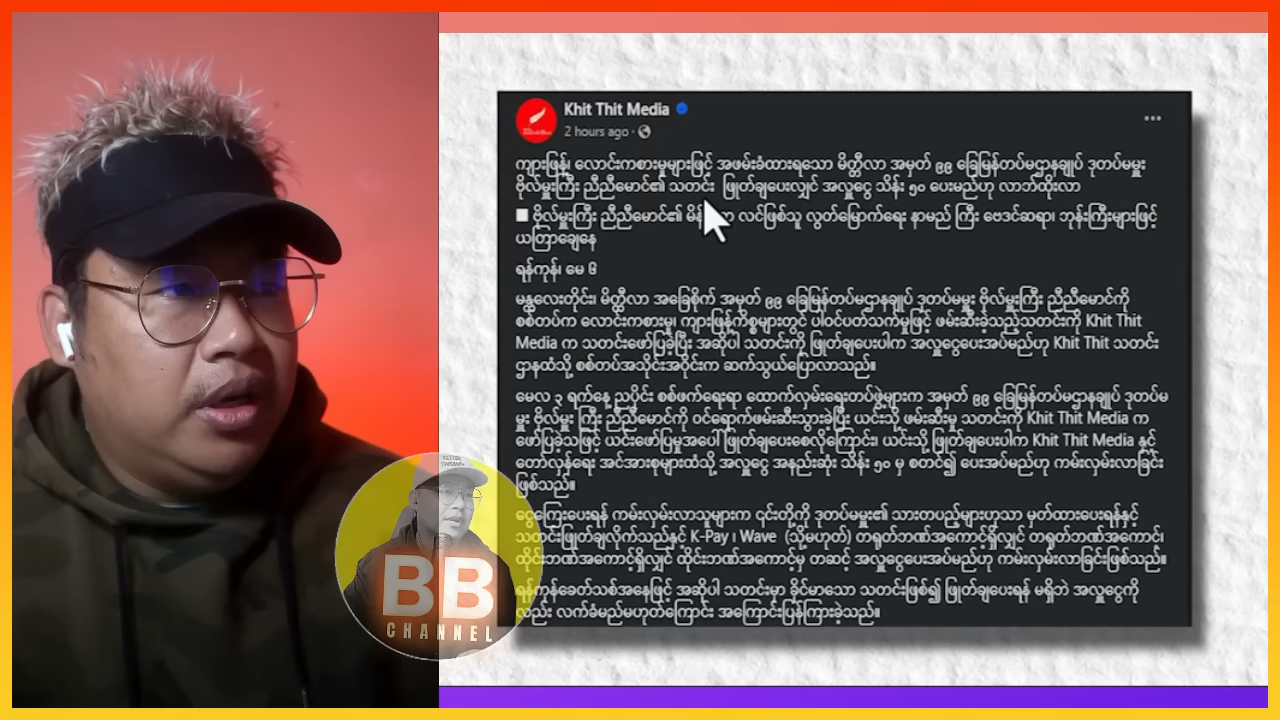 Khit Thit Media
2 hours ago
ကျားဖြန့်၊ လောင်းကစားမှုများဖြင့် အဖမ်းခံထားရသော မိတ္ထီလာ အမှတ် ၉၉ ခြေမြန်တပ်မဌာနချုပ် ဒုတပ်မမှူး
ဗိုလ်မှူးကြီး ညီညီမောင်၏ သတင်း ဖြုတ်ချပေးလျှင် အလှူငွေ သိန်း ၅၀ ပေးမည်ဟု လာဘ်ထိုးလာ
ဗိုလ်မှူးကြီး ညီညီမောင်၏ လင်ဖြစ်သူ လွတ်မြောက်ရေး နာမည် ကြီး ဗေဒင်ဆရာ၊ ဘုန်းကြီးများဖြင့်
ယတြာချေနေ
ရန်ကုန်၊ မေ ၆
မန္တလေးတိုင်း၊ မိတ္ထီလာ အခြေစိုက် အမှတ် ၉၉ ခြေမြန်တပ်မဌာနချုပ် ဒုတပ်မမှူး ဗိုလ်မှူးကြီး ညီညီမောင်ကို
စစ်တပ်က လောင်းကစားမှု၊ ကျားဖြန့်ကိစ္စများတွင် ပါဝင်ပတ်သက်မှုဖြင့် ဖမ်းဆီးခဲ့သည့်သတင်းကို Khit Thit
Media က သတင်းဖော်ပြခဲ့ပြီး အဆိုပါ သတင်းကို ဖြုတ်ချပေးပါက အလှူငွေပေးအပ်မည်ဟု Khit Thit သတင်း
ဌာနထံသို့ စစ်တပ်အသိုင်းအဝိုင်းက ဆက်သွယ်ပြောလာသည်။
မေလ ၃ ရက်နေ့ ညပိုင်း စစ်ဖက်ရေးရာ ထောက်လှမ်းရေးတပ်ဖွဲ့များက အမှတ် ၉၉ ခြေမြန်တပ်မဌာနချုပ် ဒုတပ်မ
မှူး ဗိုလ်မှူး ကြီး ညီညီမောင်ကို ဝင်ရောက်ဖမ်းဆီးသွားခဲ့ပြီး ယင်းသို့ ဖမ်းဆီးမှု သတင်းကို Khit Thit Media က
ဖော်ပြခဲ့သဖြင့် ယင်းဖော်ပြမှုအပေါ် ဖြုတ်ချပေးစေလိုကြောင်း၊ ယင်းသို့ ဖြုတ်ချပေးပါက Khit Thit Media နှင့်
တော်လှန်ရေး အင်အားစုများထံသို့ အလှူငွေ အနည်းဆုံး သိန်း ၅၀ မှ စတင်၍ ပေးအပ်မည်ဟု ကမ်းလှမ်းလာခြင်း
ဖြစ်သည်။
ငွေကြေးပေးရန် ကမ်းလှမ်းလာသူများက ၎င်းတို့ကို ဒုတပ်မမှူး၏ သားတပည့်များဟုသာ မှတ်ထားပေးရန်နှင့်
သတင်းဖြုတ်ချလိုက်သည်နှင့် K-Pay ၊ Wave (သို့မဟုတ်) တရုတ်ဘဏ်အကောင့်ရှိလျှင် တရုတ်ဘဏ်အကောင့်၊
ထိုင်းဘဏ်အကောင့်ရှိလျှင် ထိုင်းဘဏ်အကောင့်မှ တဆင့် အလှူငွေပေးအပ်မည်ဟု ကမ်းလှမ်းလာခြင်းဖြစ်သည်။
ရန်ကုန်ခေတ်သစ်အနေဖြင့် အဆိုပါ သတင်းမှာ ခိုင်မာသော သတင်းဖြစ်၍ ဖြုတ်ချပေးရန် မရှိဘဲ အလှူငွေကို
လည်း လက်ခံမည်မဟုတ်ကြောင်း အကြောင်းပြန်ကြားခဲ့သည်။
BB
CHANNEL